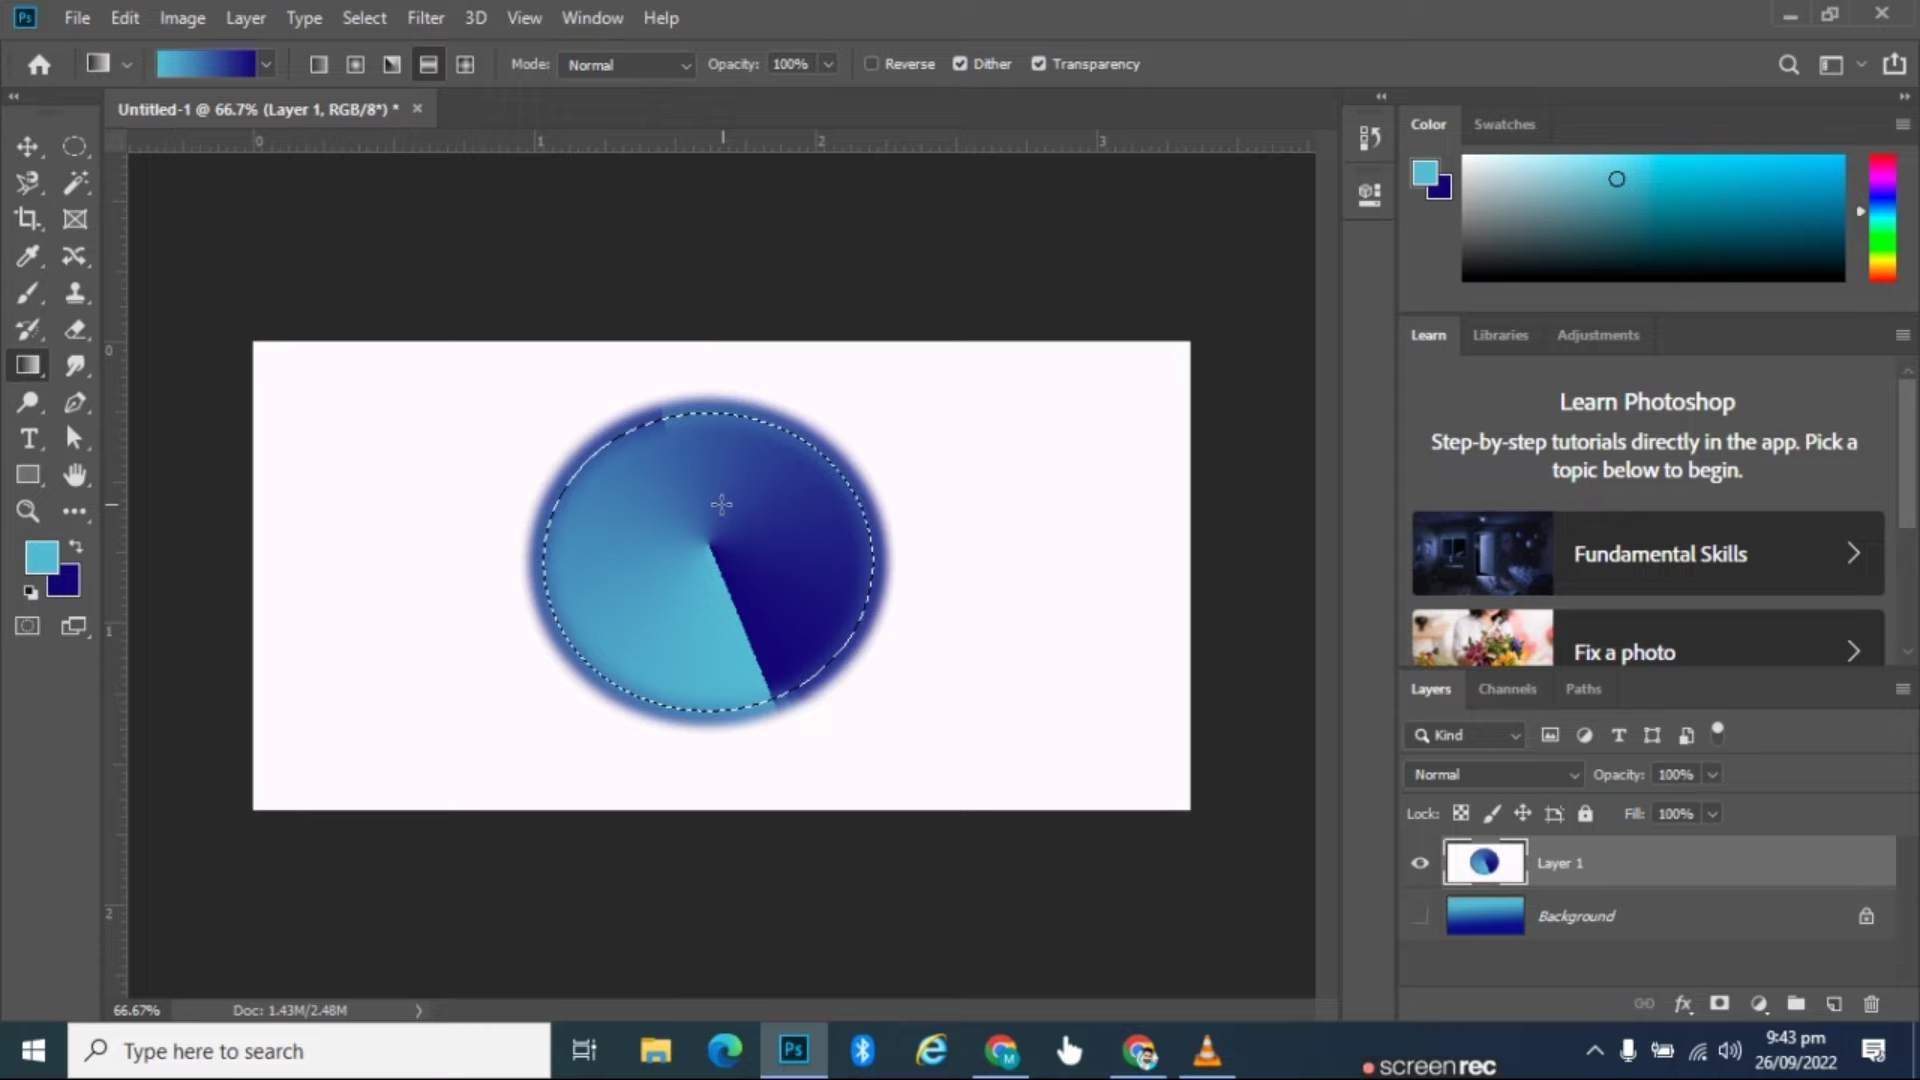 Ps File Edit Image Layer Type Select Filter 3D View Window Help
Mode: Normal Opacity: 100% Reverse Dither Transparency
Untitled-1 @ 66.7% (Layer 1, RGB/8*) *
0 1 2 3
0
1
2
Color Swatches
Learn Libraries Adjustments
Learn Photoshop
Step-by-step tutorials directly in the app. Pick a
topic below to begin.
Fundamental Skills
Fix a photo
Layers Channels Paths
Kind
Normal Opacity: 100%
Lock: Fill: 100%
Layer 1
Background
66.67% Doc: 1.43M/2.48M
Type here to search
Ps
M
9:43 pm
26/09/2022
screenrec